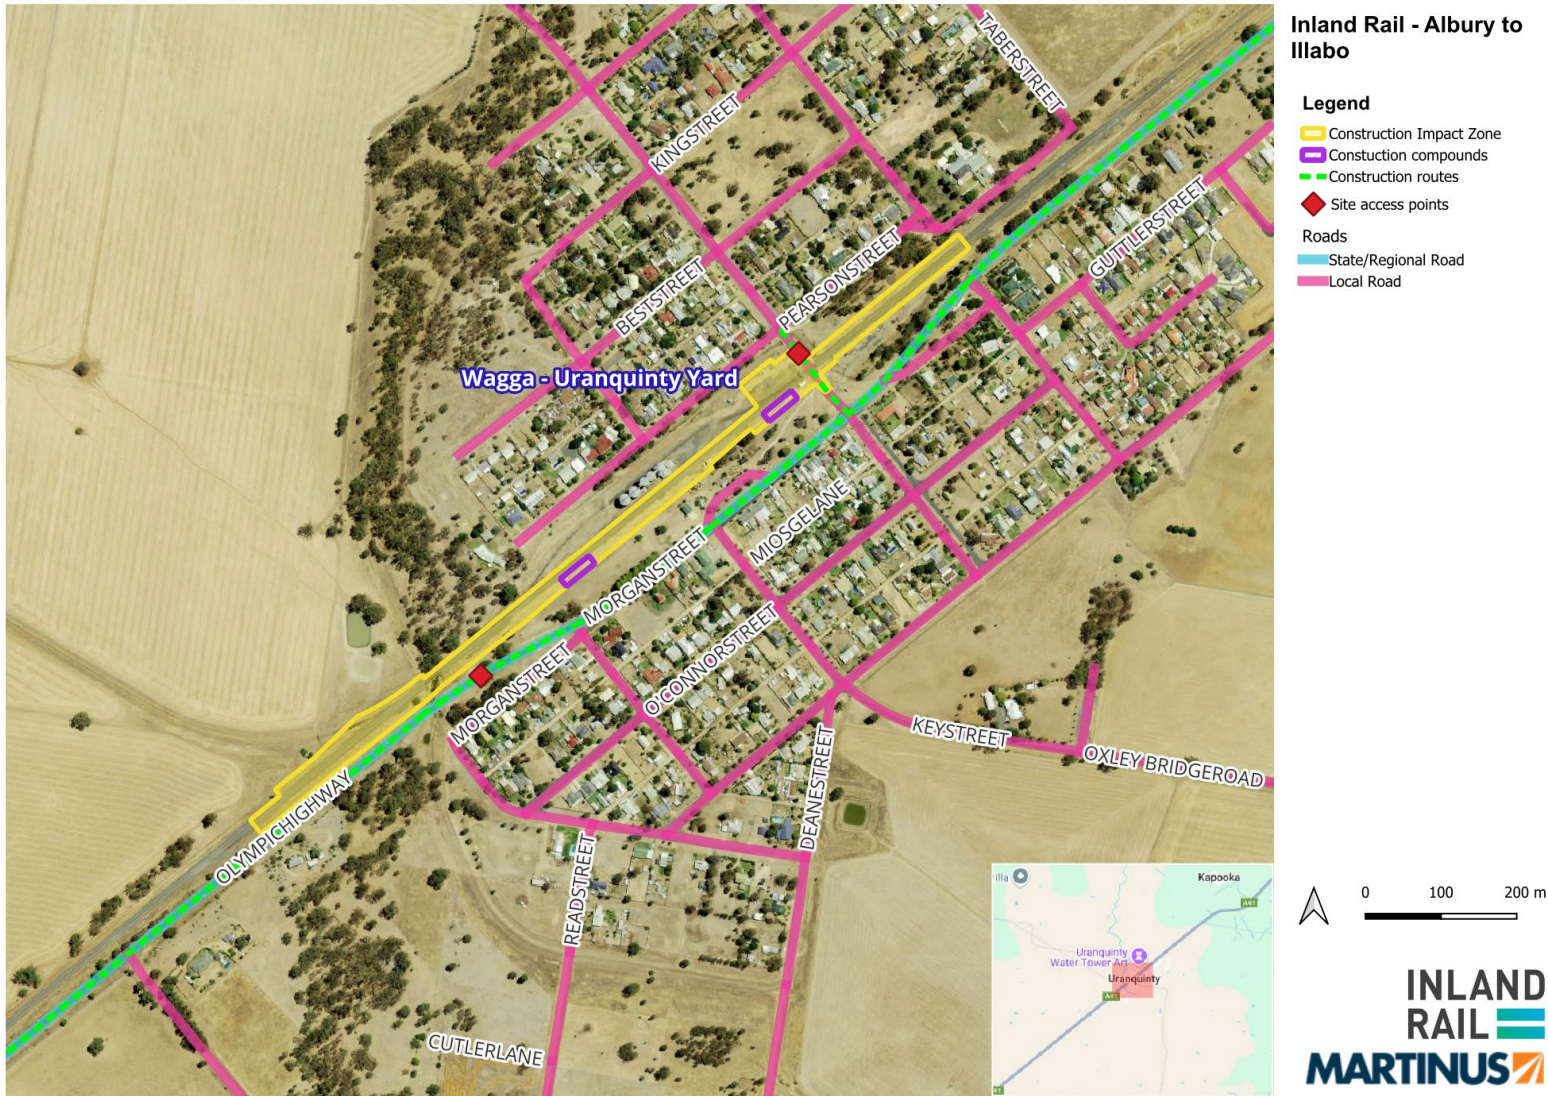 Inland Rail - Albury to
Illabo
Legend
Construction Impact Zone
Constuction compounds
Construction routes
Site access points
Roads
State/Regional Road
Local Road
TABERSTREET
KINGSTREET
GUTTLERSTREET
PEARSONSTREET
BESTSTREET
Wagga - Uranquinty Yard
MIOSGELANE
MORGANSTREET
MORGANSTREET
O'CONNORSTREET
KEYSTREET
OXLEY BRIDGEROAD
DEANESTREET
OLYMPICHIGHWAY
READSTREET
CUTLERLANE
rilla
Kapooka
A41
Uranquinty
Water Tower Art
Uranquinty
0 100 200 m
INLAND
RAIL
MARTINUS